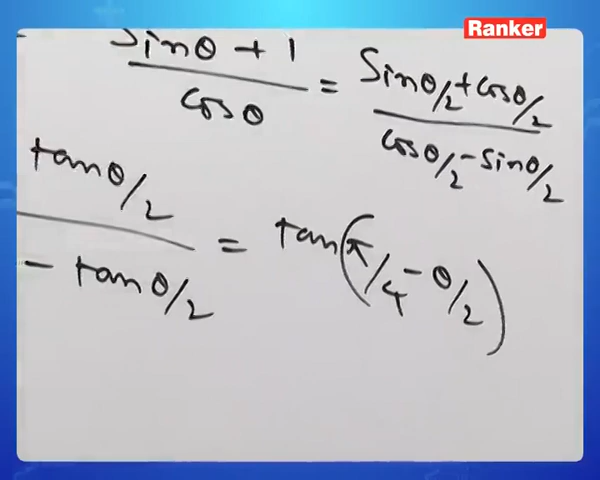 Ranker
sinθ + 1 / cosθ = sinθ/2 + cosθ/2 / cosθ/2 - sinθ/2
tanθ/2 / - tanθ/2 = tan(π/4 - θ/2)